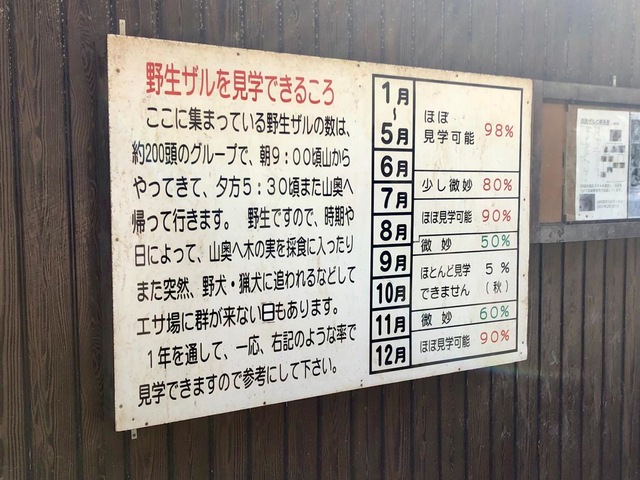 野生ザルを見学できるころ
ここに集まっている野生ザルの数は、
約200頭のグループで、朝9:00頃山から
やってきて、夕方5:30頃また山奥へ
帰って行きます。 野生ですので、時期や
日によって、山奥へ木の実を採食に入ったり
また突然、野犬・猟犬に追われるなどして
エサ場に群が来ない日もあります。
1年を通して、一応、右記のような率で
見学できますので参考にして下さい。
1月
~
5月
6月
7月
8月
9月
10月
11月
12月
ほぼ
見学可能 98%
少し微妙 80%
ほぼ見学可能 90%
微妙 50%
ほとんど見学 5%
できません (秋)
微妙 60%
ほぼ見学可能 90%